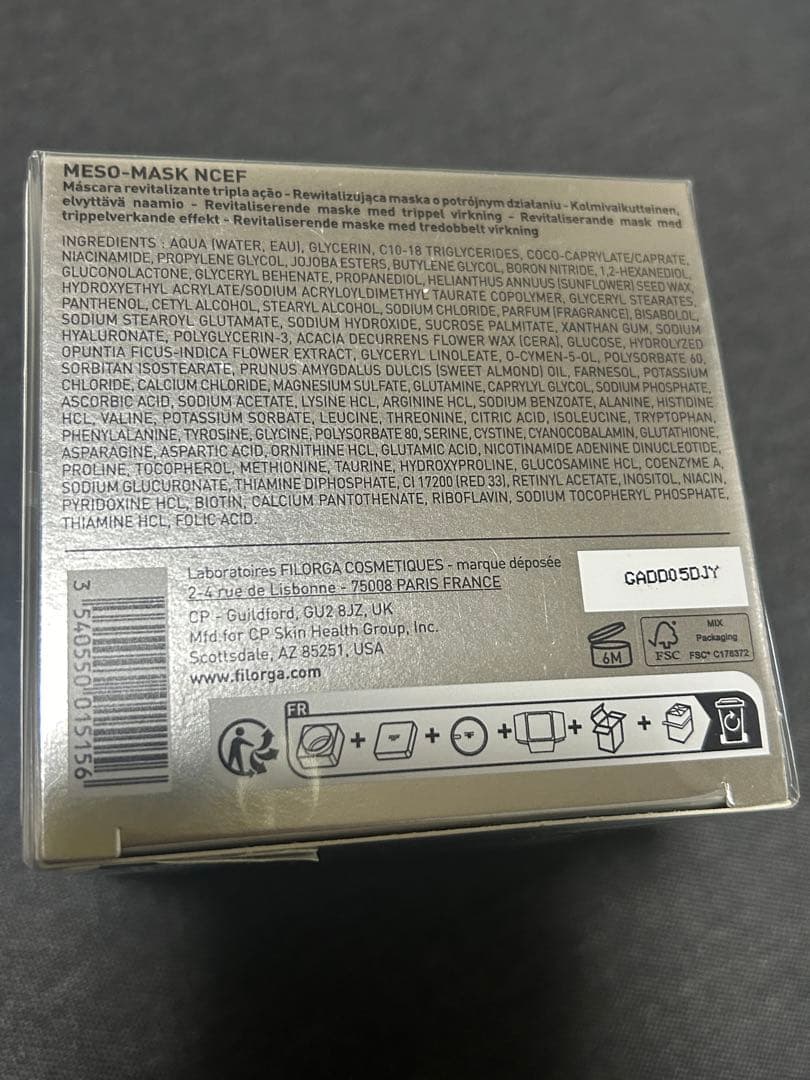 MESO-MASK NCEF
Máscara revitalizante tripla ação - Rewitalizująca maska o potrójnym działaniu - Kolmivaikutteinen,
elvyttävä naamio - Revitaliserende maske med trippel virkning - Revitaliserande mask med
trippelverkande effekt - Revitaliserende maske med tredobbelt virkning
INGREDIENTS : AQUA (WATER, EAU), GLYCERIN, C10-18 TRIGLYCERIDES, COCO-CAPRYLATE/CAPRATE,
NIACINAMIDE, PROPYLENE GLYCOL, JOJOBA ESTERS, BUTYLENE GLYCOL, BORON NITRIDE, 1,2-HEXANEDIOL,
GLUCONOLACTONE, GLYCERYL BEHENATE, PROPANEDIOL, HELIANTHUS ANNUUS (SUNFLOWER) SEED WAX,
HYDROXYETHYL ACRYLATE/SODIUM ACRYLOYLDIMETHYL TAURATE COPOLYMER, GLYCERYL STEARATES,
PANTHENOL, CETYL ALCOHOL, STEARYL ALCOHOL, SODIUM CHLORIDE, PARFUM (FRAGRANCE), BISABOLOL,
SODIUM STEAROYL GLUTAMATE, SODIUM HYDROXIDE, SUCROSE PALMITATE, XANTHAN GUM, SODIUM
HYALURONATE, POLYGLYCERIN-3, ACACIA DECURRENS FLOWER WAX (CERA), GLUCOSE, HYDROLYZED
OPUNTIA FICUS-INDICA FLOWER EXTRACT, GLYCERYL LINOLEATE, O-CYMEN-5-OL, POLYSORBATE 60,
SORBITAN ISOSTEARATE, PRUNUS AMYGDALUS DULCIS (SWEET ALMOND) OIL, FARNESOL, POTASSIUM
CHLORIDE, CALCIUM CHLORIDE, MAGNESIUM SULFATE, GLUTAMINE, CAPRYLYL GLYCOL, SODIUM PHOSPHATE,
ASCORBIC ACID, SODIUM ACETATE, LYSINE HCL, ARGININE HCL, SODIUM BENZOATE, ALANINE, HISTIDINE
HCL, VALINE, POTASSIUM SORBATE, LEUCINE, THREONINE, CITRIC ACID, ISOLEUCINE, TRYPTOPHAN,
PHENYLALANINE, TYROSINE, GLYCINE, POLYSORBATE 80, SERINE, CYSTINE, CYANOCOBALAMIN, GLUTATHIONE,
ASPARAGINE, ASPARTIC ACID, ORNITHINE HCL, GLUTAMIC ACID, NICOTINAMIDE ADENINE DINUCLEOTIDE,
PROLINE, TOCOPHEROL, METHIONINE, TAURINE, HYDROXYPROLINE, GLUCOSAMINE HCL, COENZYME A,
SODIUM GLUCURONATE, THIAMINE DIPHOSPHATE, CI 17200 (RED 33), RETINYL ACETATE, INOSITOL, NIACIN,
PYRIDOXINE HCL, BIOTIN, CALCIUM PANTOTHENATE, RIBOFLAVIN, SODIUM TOCOPHERYL PHOSPHATE,
THIAMINE HCL, FOLIC ACID.
Laboratoires FILORGA COSMETIQUES - marque déposée
2-4 rue de Lisbonne - 75008 PARIS FRANCE
CP - Guildford, GU2 8JZ, UK
Mfd for CP Skin Health Group, Inc.
Scottsdale, AZ 85251, USA
www.filorga.com
3 540550 015156
GADD05DJY
6M
FSC
MIX
Packaging
FSC® C178372
FR